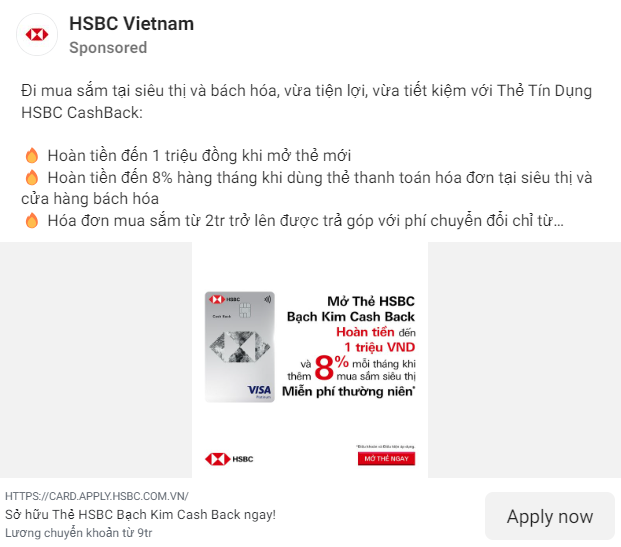 HSBC Vietnam
Sponsored
Đi mua sắm tại siêu thị và bách hóa, vừa tiện lợi, vừa tiết kiệm với Thẻ Tín Dụng
HSBC CashBack:
🔥 Hoàn tiền đến 1 triệu đồng khi mở thẻ mới
🔥 Hoàn tiền đến 8% hàng tháng khi dùng thẻ thanh toán hóa đơn tại siêu thị và
cửa hàng bách hóa
🔥 Hóa đơn mua sắm từ 2tr trở lên được trả góp với phí chuyển đổi chỉ từ...
HSBC
Cash Back
VISA
Platinum
Mở Thẻ HSBC
Bạch Kim Cash Back
Hoàn tiền đến
1 triệu VND
và thêm 8% mỗi tháng khi mua sắm siêu thị
Miễn phí thường niên*
*Điều khoản và Điều kiện áp dụng.
HSBC
MỞ THẺ NGAY
HTTPS://CARD.APPLY.HSBC.COM.VN/
Sở hữu Thẻ HSBC Bạch Kim Cash Back ngay!
Lương chuyển khoản từ 9tr
Apply now